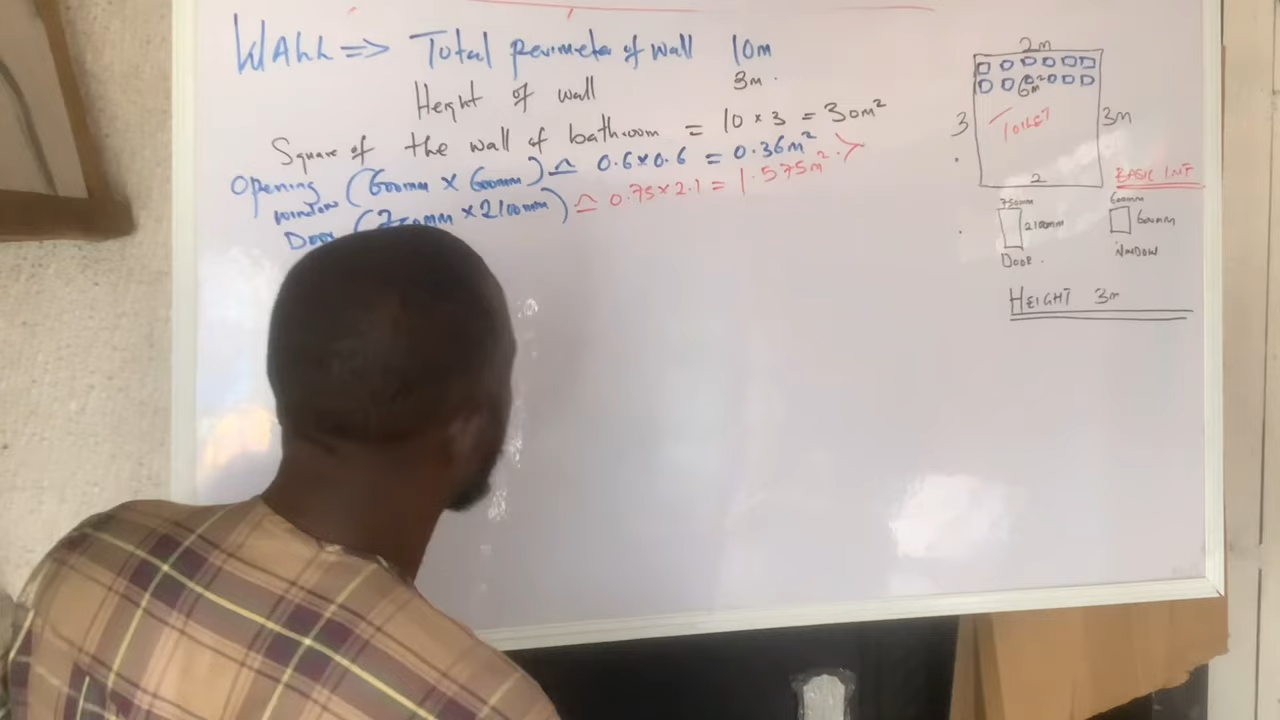 WALL => Total perimeter of wall 10m
Height of wall 3m.
Square of the wall of bathroom = 10 × 3 = 30m²
Opening (600mm × 600mm) ≏ 0.6×0.6 = 0.36m²
window
Door (750mm × 2100mm) ≏ 0.75×2.1 = 1.575m².
2m
6m²
3
TOILET
3m
2
BASIC INT
750mm
2100mm
DOOR.
600mm
600mm
WINDOW
HEIGHT 3m